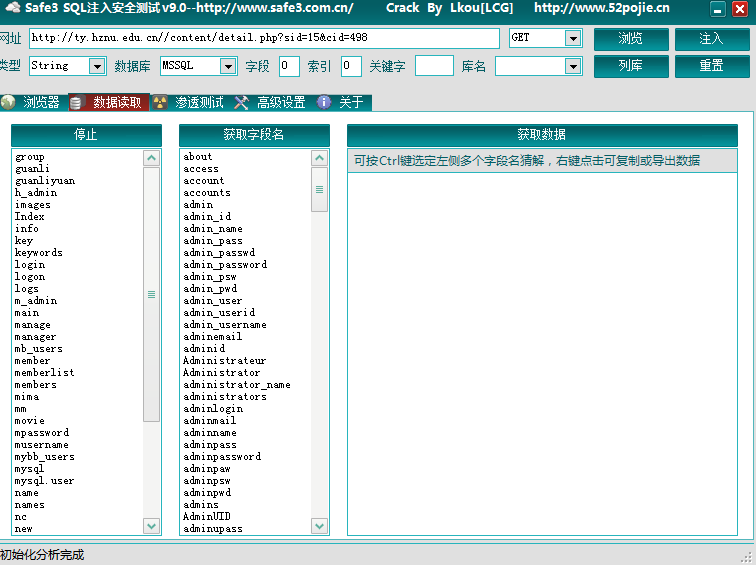 Safe3 SQL注入安全测试 v9.0--http://www.safe3.com.cn/ Crack By Lkou[LCG] http://www.52pojie.cn
网址 http://ty.hznu.edu.cn//content/detail.php?sid=15&cid=498 GET 浏览 注入
类型 String 数据库 MSSQL 字段 0 索引 0 关键字 库名 列库 重置
浏览器 数据读取 渗透测试 高级设置 关于
停止 获取字段名 获取数据
可按Ctrl键选定左侧多个字段名猜解，右键点击可复制或导出数据
group
guanli
guanliyuan
h_admin
images
Index
info
key
keywords
login
logon
logs
m_admin
main
manage
manager
mb_users
member
memberlist
members
mima
mm
movie
mpassword
musername
mybb_users
mysql
mysql.user
name
names
nc
new
about
access
account
accounts
admin
admin_id
admin_name
admin_pass
admin_passwd
admin_password
admin_psw
admin_pwd
admin_user
admin_userid
admin_username
adminemail
adminid
Administrateur
Administrator
administrator_name
administrators
adminlogin
adminmail
adminname
adminpass
adminpassword
adminpaw
adminpsw
adminpwd
admins
AdminUID
adminupass
初始化分析完成